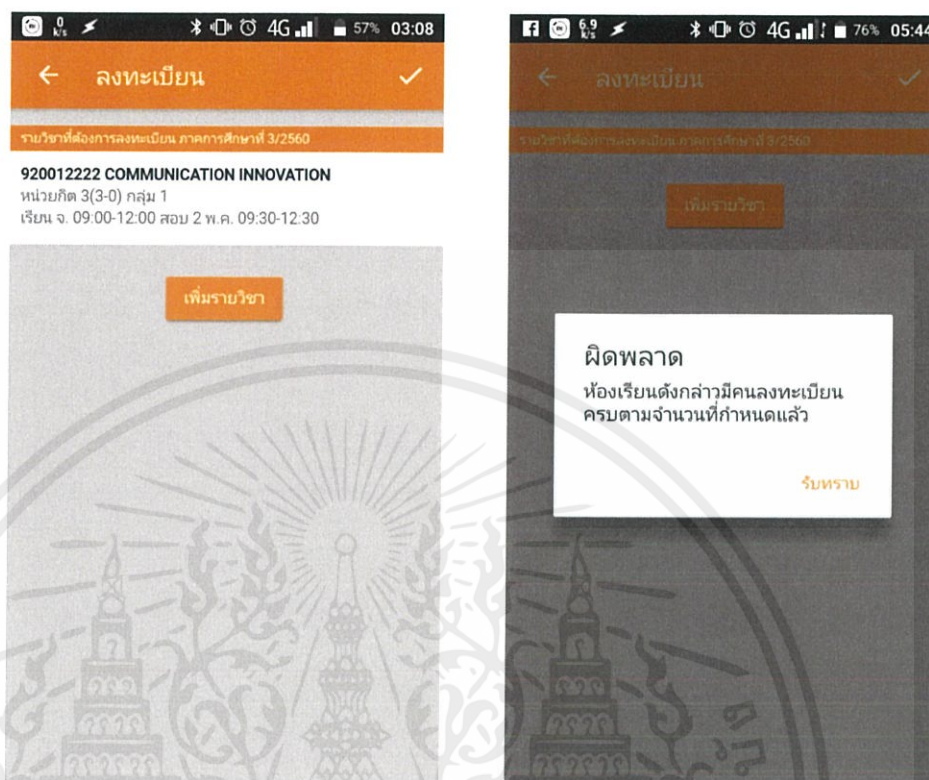 0
k/s
4G
57% 03:08
ลงทะเบียน
รายวิชาที่ต้องการลงทะเบียน ภาคการศึกษาที่ 3/2560
920012222 COMMUNICATION INNOVATION
หน่วยกิต 3(3-0) กลุ่ม 1
เรียน จ. 09:00-12:00 สอบ 2 พ.ค. 09:30-12:30
เพิ่มรายวิชา
6.9
k/s
4G
76% 05:44
ลงทะเบียน
รายวิชาที่ต้องการลงทะเบียน ภาคการศึกษาที่ 3/2560
เพิ่มรายวิชา
ผิดพลาด
ห้องเรียนดังกล่าวมีคนลงทะเบียน
ครบตามจำนวนที่กำหนดแล้ว
รับทราบ